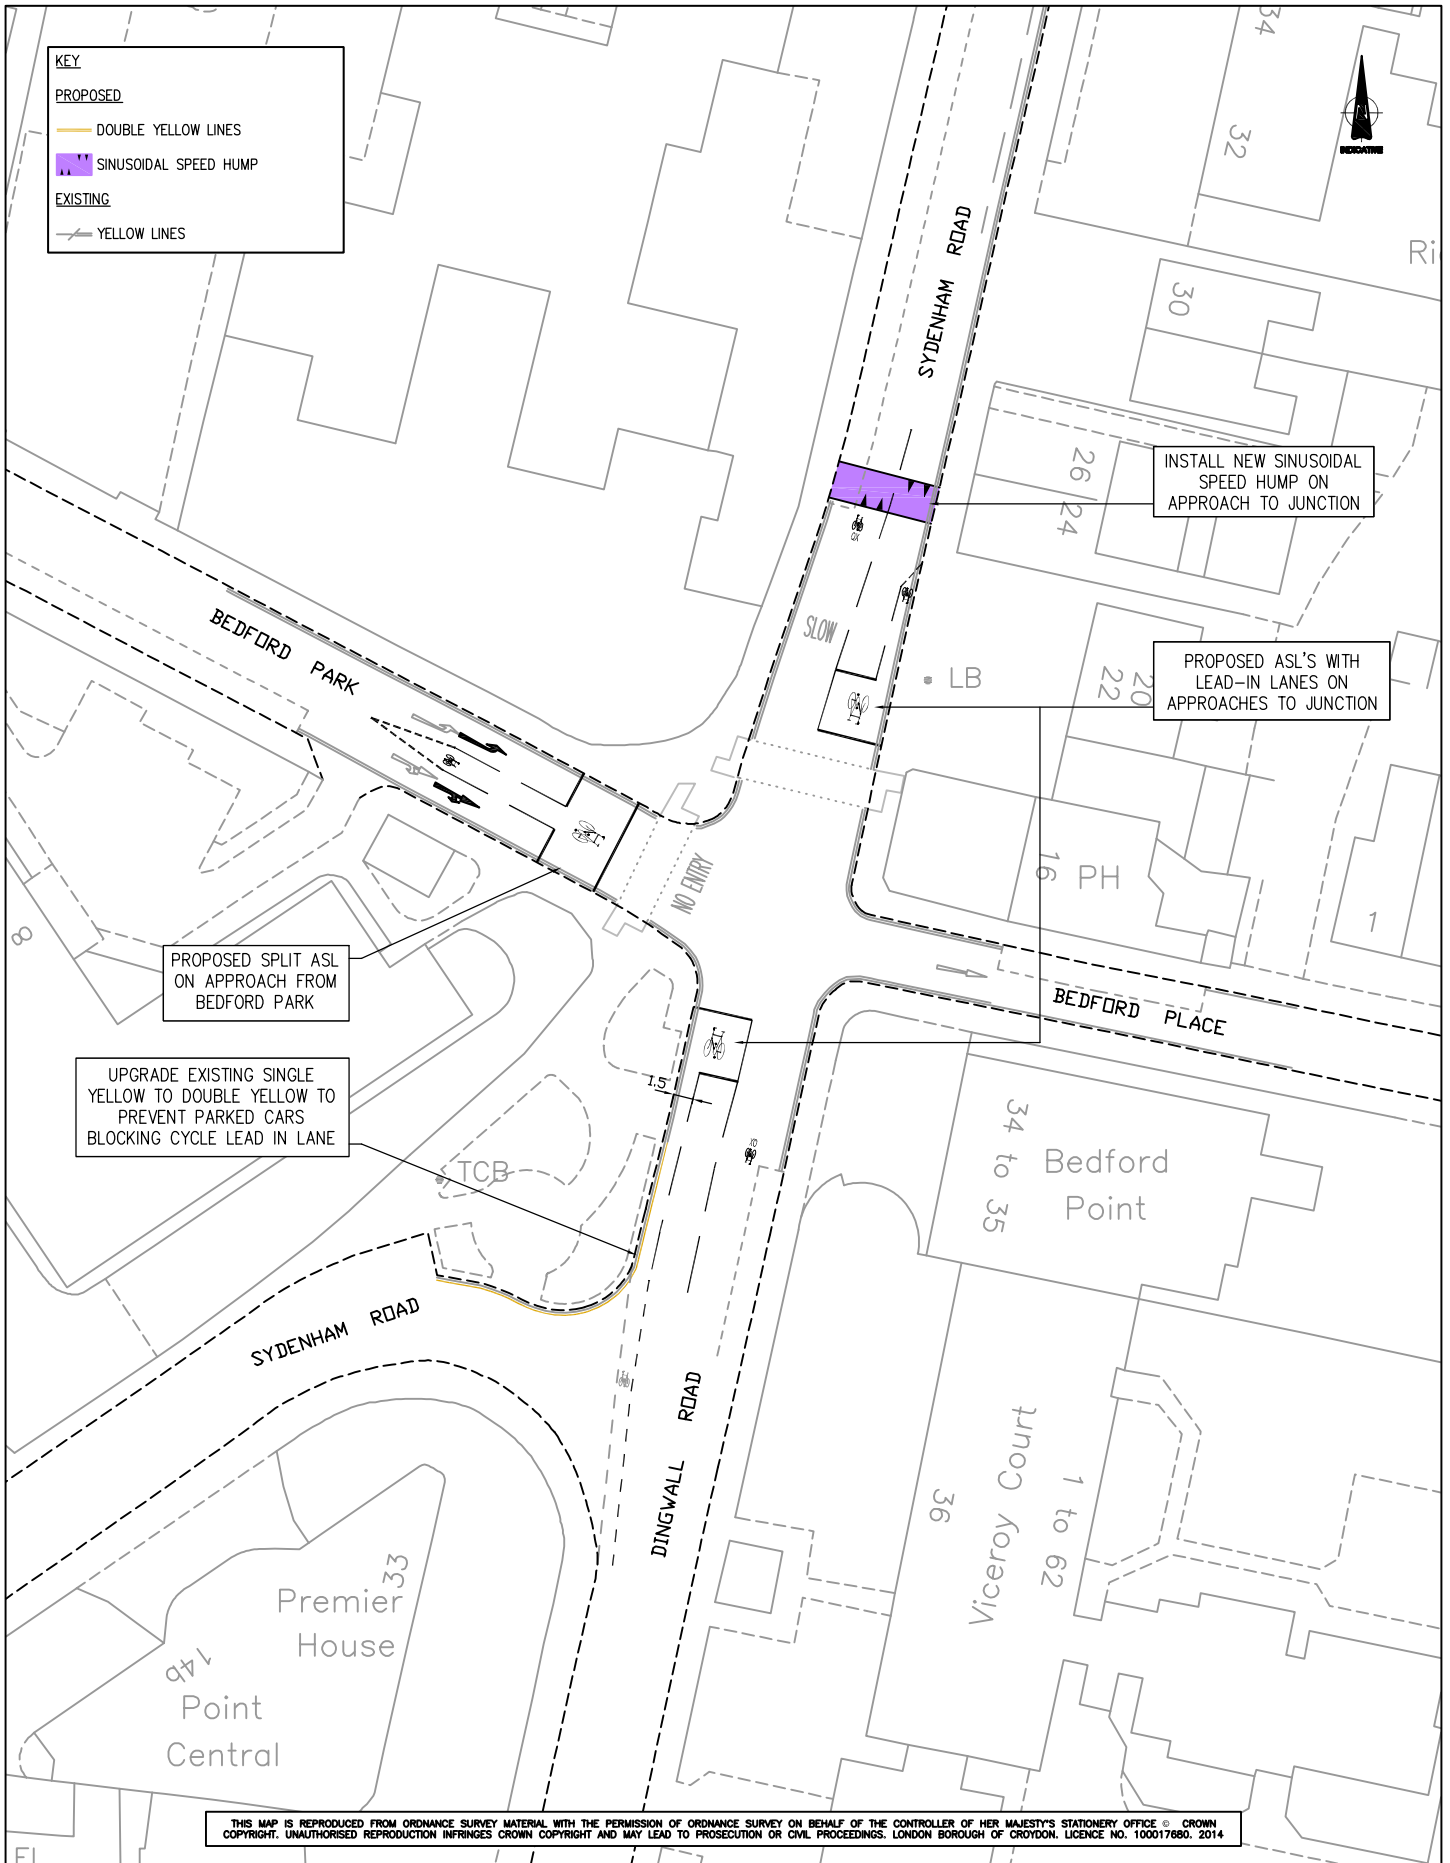 KEY
PROPOSED
DOUBLE YELLOW LINES
SINUSOIDAL SPEED HUMP
EXISTING
YELLOW LINES
34
32
N
INDICATIVE
SYDENHAM ROAD
30
INSTALL NEW SINUSOIDAL
SPEED HUMP ON
APPROACH TO JUNCTION
26
24
SLOW
LB
PROPOSED ASL'S WITH
LEAD-IN LANES ON
APPROACHES TO JUNCTION
22
20
BEDFORD PARK
NO ENTRY
16
PH
1
8
PROPOSED SPLIT ASL
ON APPROACH FROM
BEDFORD PARK
BEDFORD PLACE
UPGRADE EXISTING SINGLE
YELLOW TO DOUBLE YELLOW TO
PREVENT PARKED CARS
BLOCKING CYCLE LEAD IN LANE
1.5
TCB
34 to 35
Bedford
Point
SYDENHAM ROAD
DINGWALL ROAD
36
Viceroy Court
1 to 62
33
Premier
House
14b
Point
Central
THIS MAP IS REPRODUCED FROM ORDNANCE SURVEY MATERIAL WITH THE PERMISSION OF ORDNANCE SURVEY ON BEHALF OF THE CONTROLLER OF HER MAJESTY'S STATIONERY OFFICE © CROWN
COPYRIGHT. UNAUTHORISED REPRODUCTION INFRINGES CROWN COPYRIGHT AND MAY LEAD TO PROSECUTION OR CIVIL PROCEEDINGS. LONDON BOROUGH OF CROYDON. LICENCE NO. 100017680. 2014